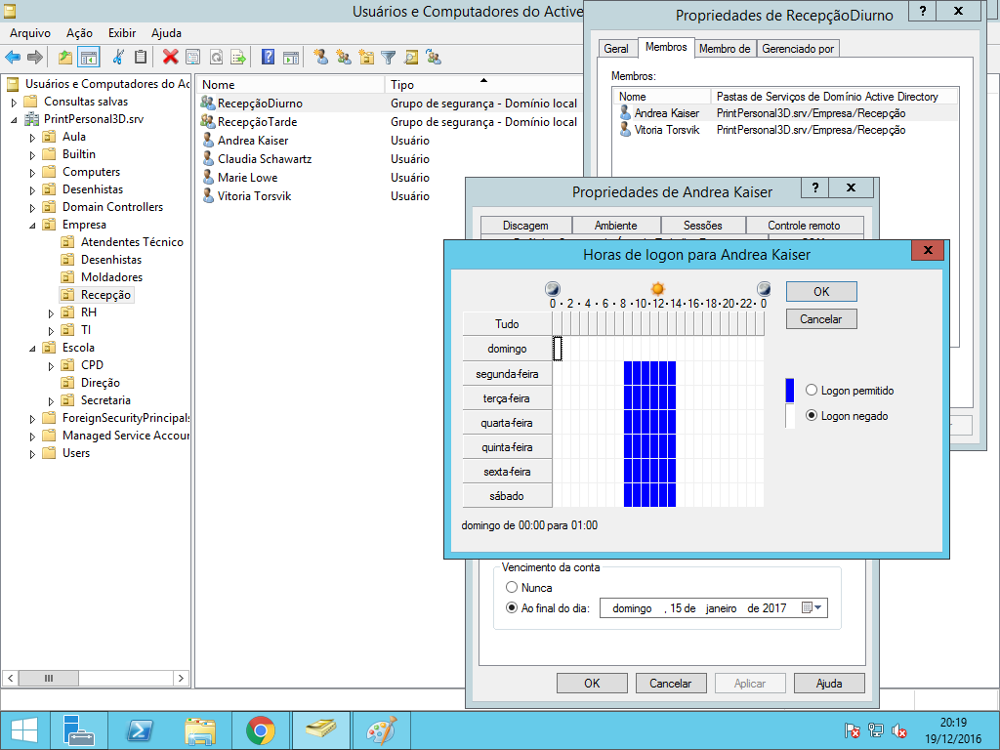 Usuários e Computadores do Active
Arquivo Ação Exibir Ajuda
Usuários e Computadores do Ac
Consultas salvas
PrintPersonal3D.srv
Aula
Builtin
Computers
Desenhistas
Domain Controllers
Empresa
Atendentes Técnico
Desenhistas
Moldadores
Recepção
RH
TI
Escola
CPD
Direção
Secretaria
ForeignSecurityPrincipals
Managed Service Accour
Users
Nome Tipo
RecepçãoDiurno Grupo de segurança - Domínio local
RecepçãoTarde Grupo de segurança - Domínio local
Andrea Kaiser Usuário
Claudia Schawartz Usuário
Marie Lowe Usuário
Vitoria Torsvik Usuário
Propriedades de RecepçãoDiurno
Geral Membros Membro de Gerenciado por
Membros:
Nome Pastas de Serviços de Domínio Active Directory
Andrea Kaiser PrintPersonal3D.srv/Empresa/Recepção
Vitoria Torsvik PrintPersonal3D.srv/Empresa/Recepção
Propriedades de Andrea Kaiser
Discagem Ambiente Sessões Controle remoto
Horas de logon para Andrea Kaiser
0 · 2 · 4 · 6 · 8 · 10 · 12 · 14 · 16 · 18 · 20 · 22 · 0
OK
Cancelar
Tudo
domingo
segunda-feira
terça-feira
quarta-feira
quinta-feira
sexta-feira
sábado
Logon permitido
Logon negado
domingo de 00:00 para 01:00
Vencimento da conta
Nunca
Ao final do dia: domingo , 15 de janeiro de 2017
OK Cancelar Aplicar Ajuda
20:19
19/12/2016